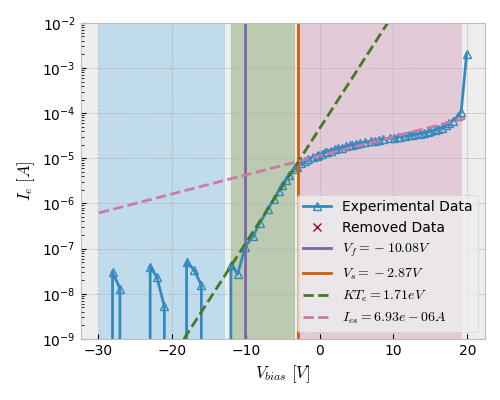 10⁻²
10⁻³
10⁻⁴
10⁻⁵
10⁻⁶
10⁻⁷
10⁻⁸
10⁻⁹
I_e [A]
−30
−20
−10
0
10
20
V_bias [V]
Experimental Data
Removed Data
V_f = −10.08V
V_s = −2.87V
KT_e = 1.71eV
I_es = 6.93e−06A